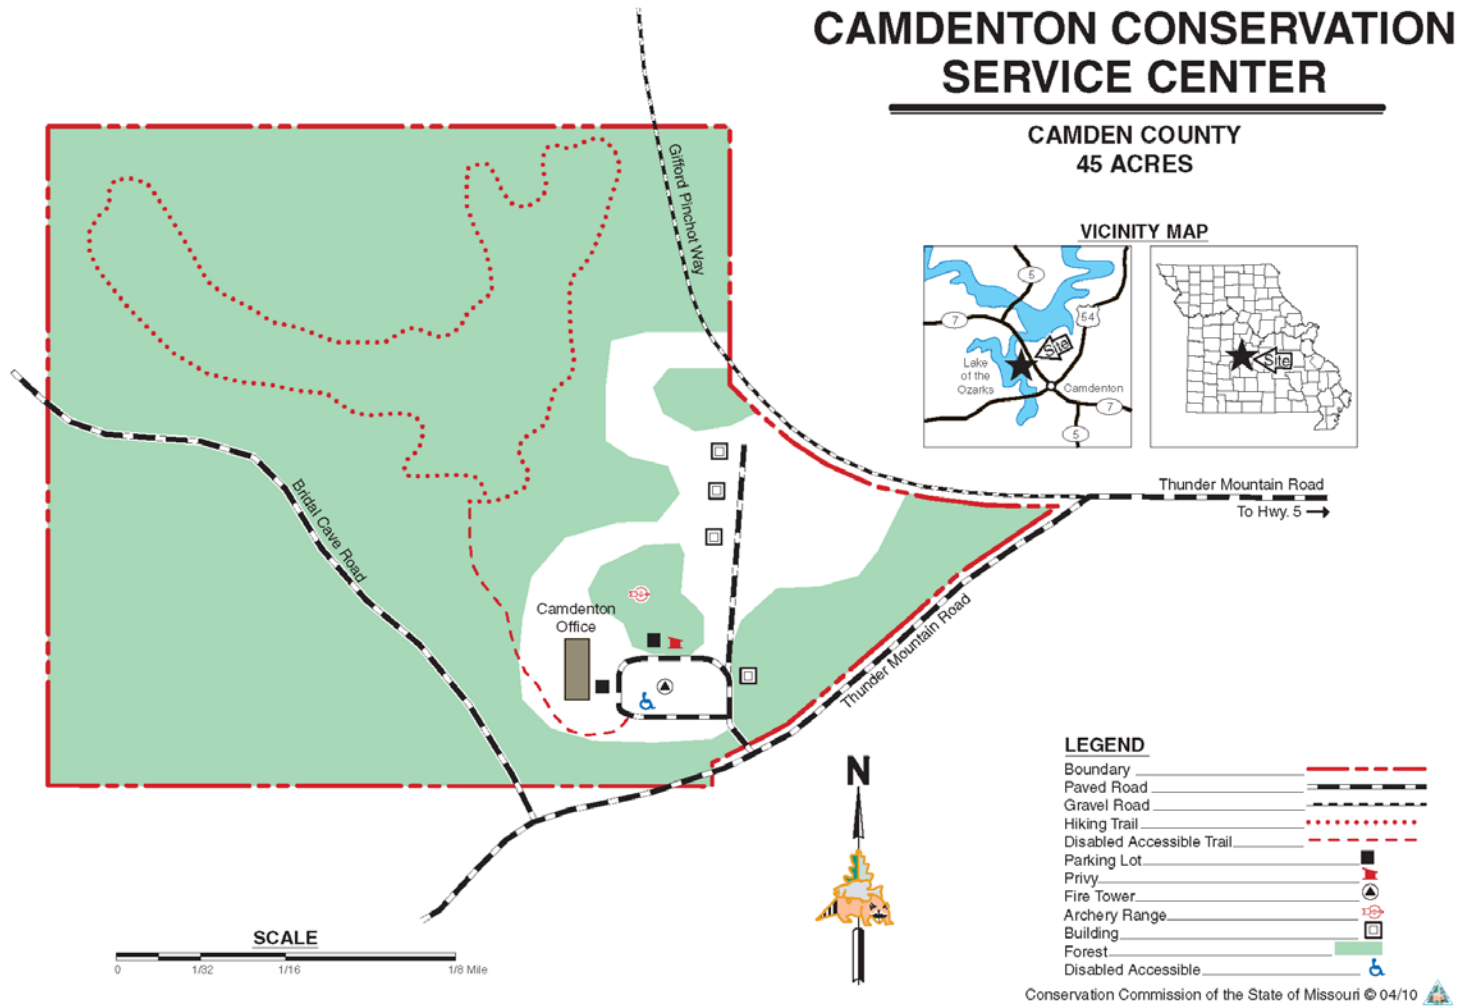 CAMDENTON CONSERVATION
SERVICE CENTER
CAMDEN COUNTY
45 ACRES
VICINITY MAP
5
54
7
Site
Lake
of the
Ozarks
Camdenton
7
5
Site
Gifford Pinchot Way
Thunder Mountain Road
To Hwy. 5
Bridal Cave Road
Camdenton
Office
Thunder Mountain Road
N
SCALE
0 1/32 1/16 1/8 Mile
LEGEND
Boundary
Paved Road
Gravel Road
Hiking Trail
Disabled Accessible Trail
Parking Lot
Privy
Fire Tower
Archery Range
Building
Forest
Disabled Accessible
Conservation Commission of the State of Missouri © 04/10